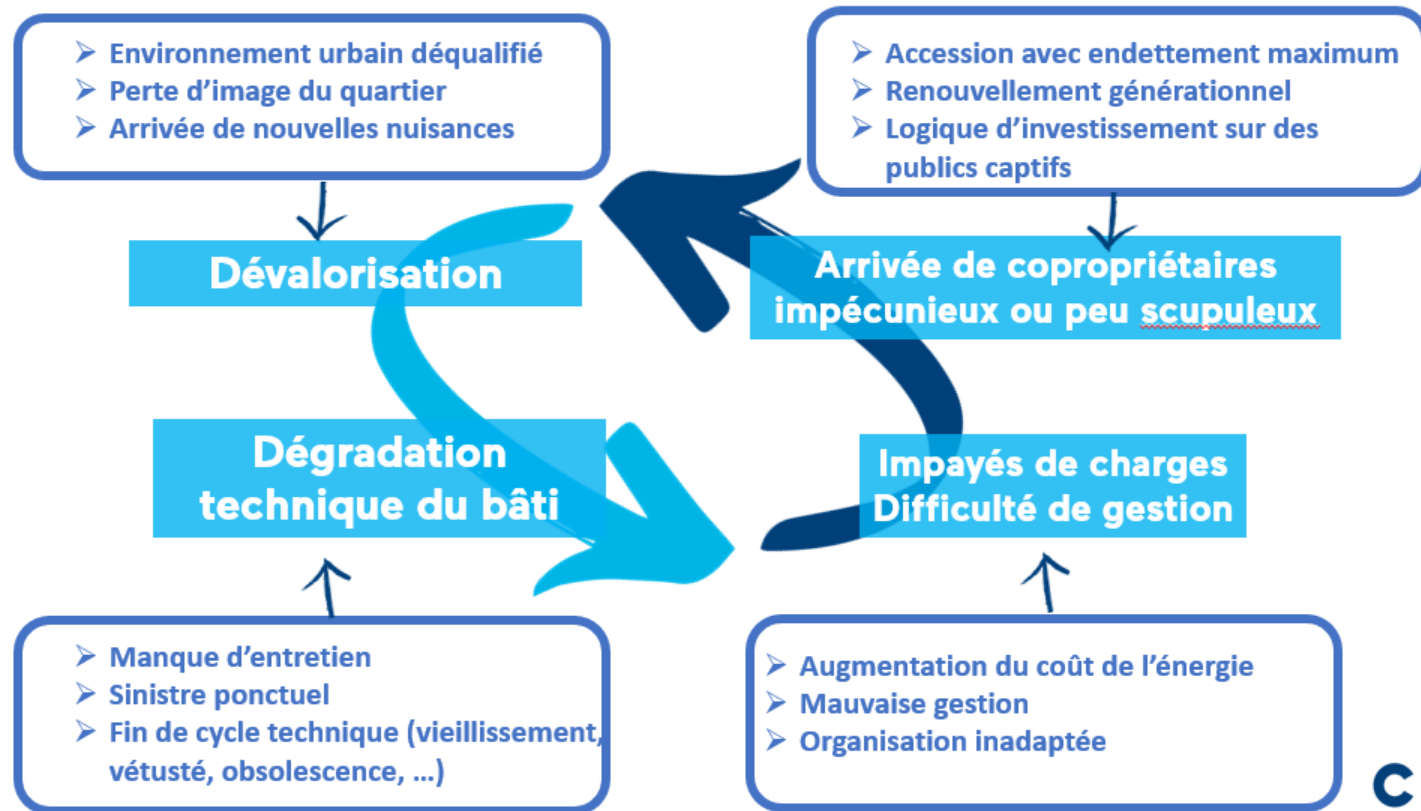 ➢ Environnement urbain déqualifié
➢ Perte d’image du quartier
➢ Arrivée de nouvelles nuisances
➢ Accession avec endettement maximum
➢ Renouvellement générationnel
➢ Logique d’investissement sur des
publics captifs
Dévalorisation
Arrivée de copropriétaires
impécunieux ou peu scupuleux
Dégradation
technique du bâti
Impayés de charges
Difficulté de gestion
➢ Manque d’entretien
➢ Sinistre ponctuel
➢ Fin de cycle technique (vieillissement,
vétusté, obsolescence, …)
➢ Augmentation du coût de l’énergie
➢ Mauvaise gestion
➢ Organisation inadaptée
C